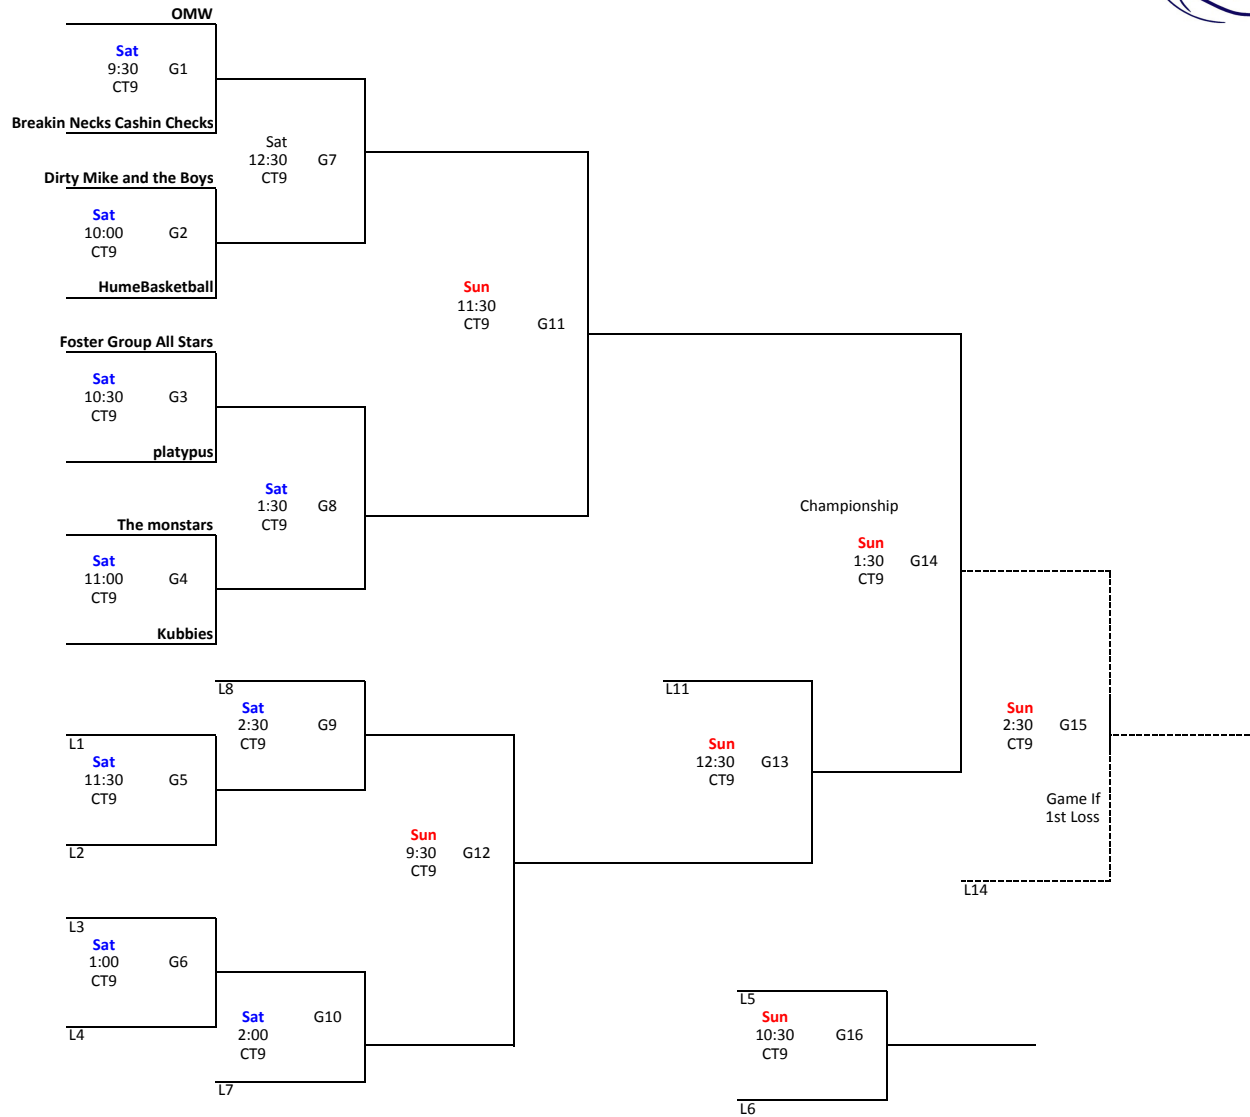 OMW
Sat
9:30 G1
CT9
Breakin Necks Cashin Checks
Sat
12:30 G7
CT9
Dirty Mike and the Boys
Sat
10:00 G2
CT9
HumeBasketball
Sun
11:30
CT9 G11
Foster Group All Stars
Sat
10:30 G3
CT9
platypus
Sat
1:30 G8
CT9
The monstars
Sat
11:00 G4
CT9
Kubbies
Championship
Sun
1:30 G14
CT9
L8
Sat
2:30 G9
CT9
L1
Sat
11:30 G5
CT9
L2
L11
Sun
12:30 G13
CT9
Sun
2:30 G15
CT9
Game If
1st Loss
L14
Sun
9:30 G12
CT9
L3
Sat
1:00 G6
CT9
L4
Sat G10
2:00
CT9
L7
L5
Sun
10:30 G16
CT9
L6